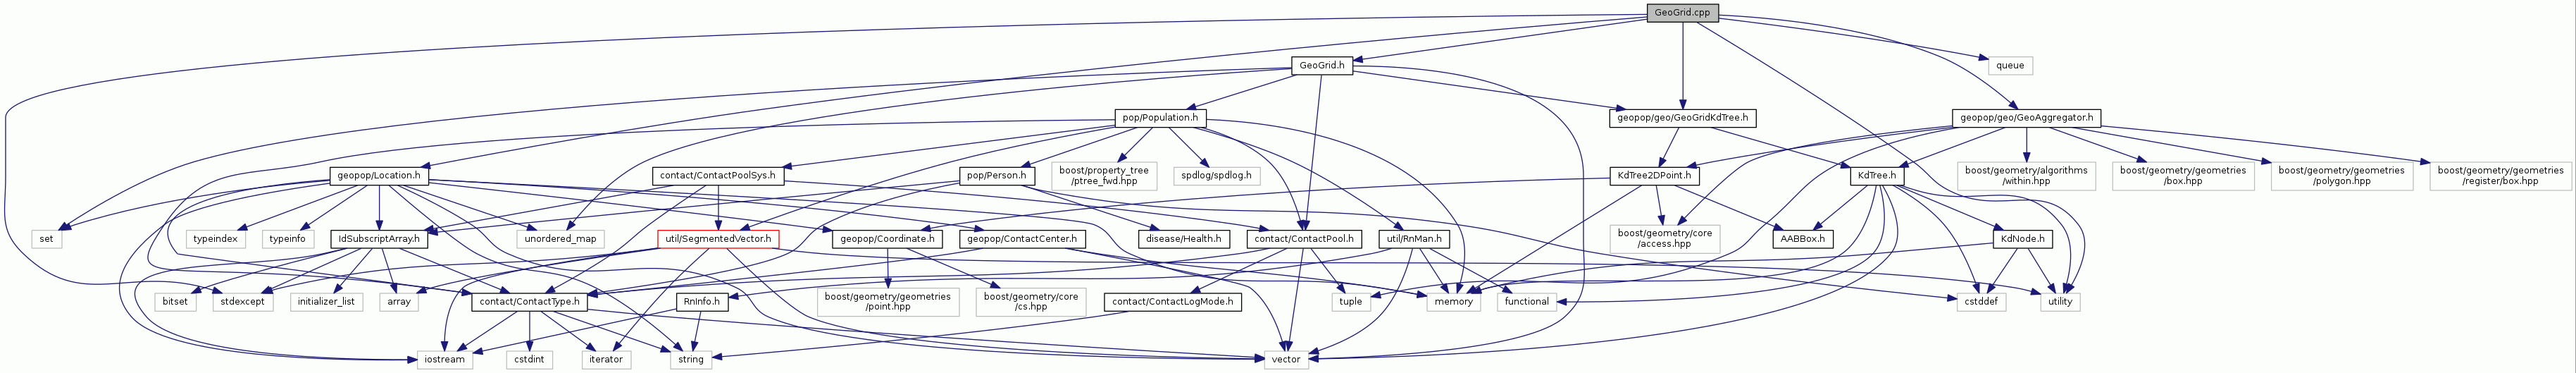 GeoGrid.cpp
GeoGrid.h
queue
pop/Population.h
geopop/geo/GeoGridKdTree.h
geopop/geo/GeoAggregator.h
geopop/Location.h
contact/ContactPoolSys.h
pop/Person.h
boost/property_tree
/ptree_fwd.hpp
spdlog/spdlog.h
KdTree2DPoint.h
KdTree.h
boost/geometry/algorithms
/within.hpp
boost/geometry/geometries
/box.hpp
boost/geometry/geometries
/polygon.hpp
boost/geometry/geometries
/register/box.hpp
set
typeindex
typeinfo
IdSubscriptArray.h
unordered_map
util/SegmentedVector.h
geopop/Coordinate.h
geopop/ContactCenter.h
disease/Health.h
contact/ContactPool.h
util/RnMan.h
boost/geometry/core
/access.hpp
AABBox.h
KdNode.h
bitset
stdexcept
initializer_list
array
contact/ContactType.h
RnInfo.h
boost/geometry/geometries
/point.hpp
boost/geometry/core
/cs.hpp
contact/ContactLogMode.h
tuple
memory
functional
cstddef
utility
iostream
cstdint
iterator
string
vector